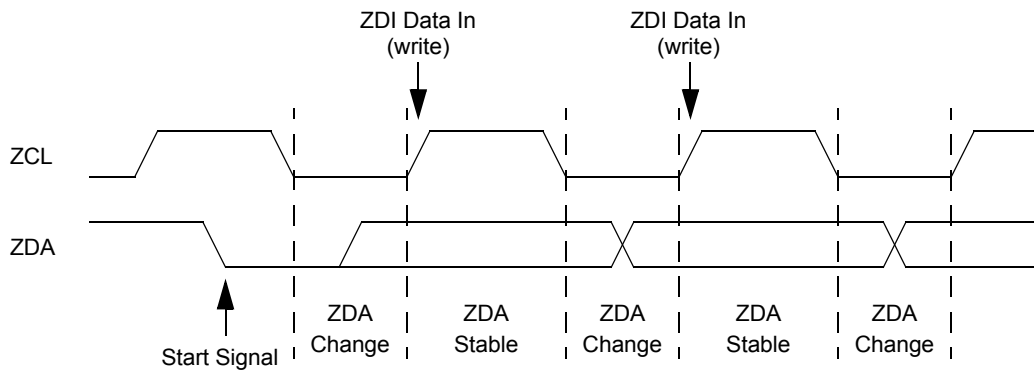 ZDI Data In
(write)
ZDI Data In
(write)
ZCL
ZDA
Start Signal
ZDA
Change
ZDA
Stable
ZDA
Change
ZDA
Stable
ZDA
Change